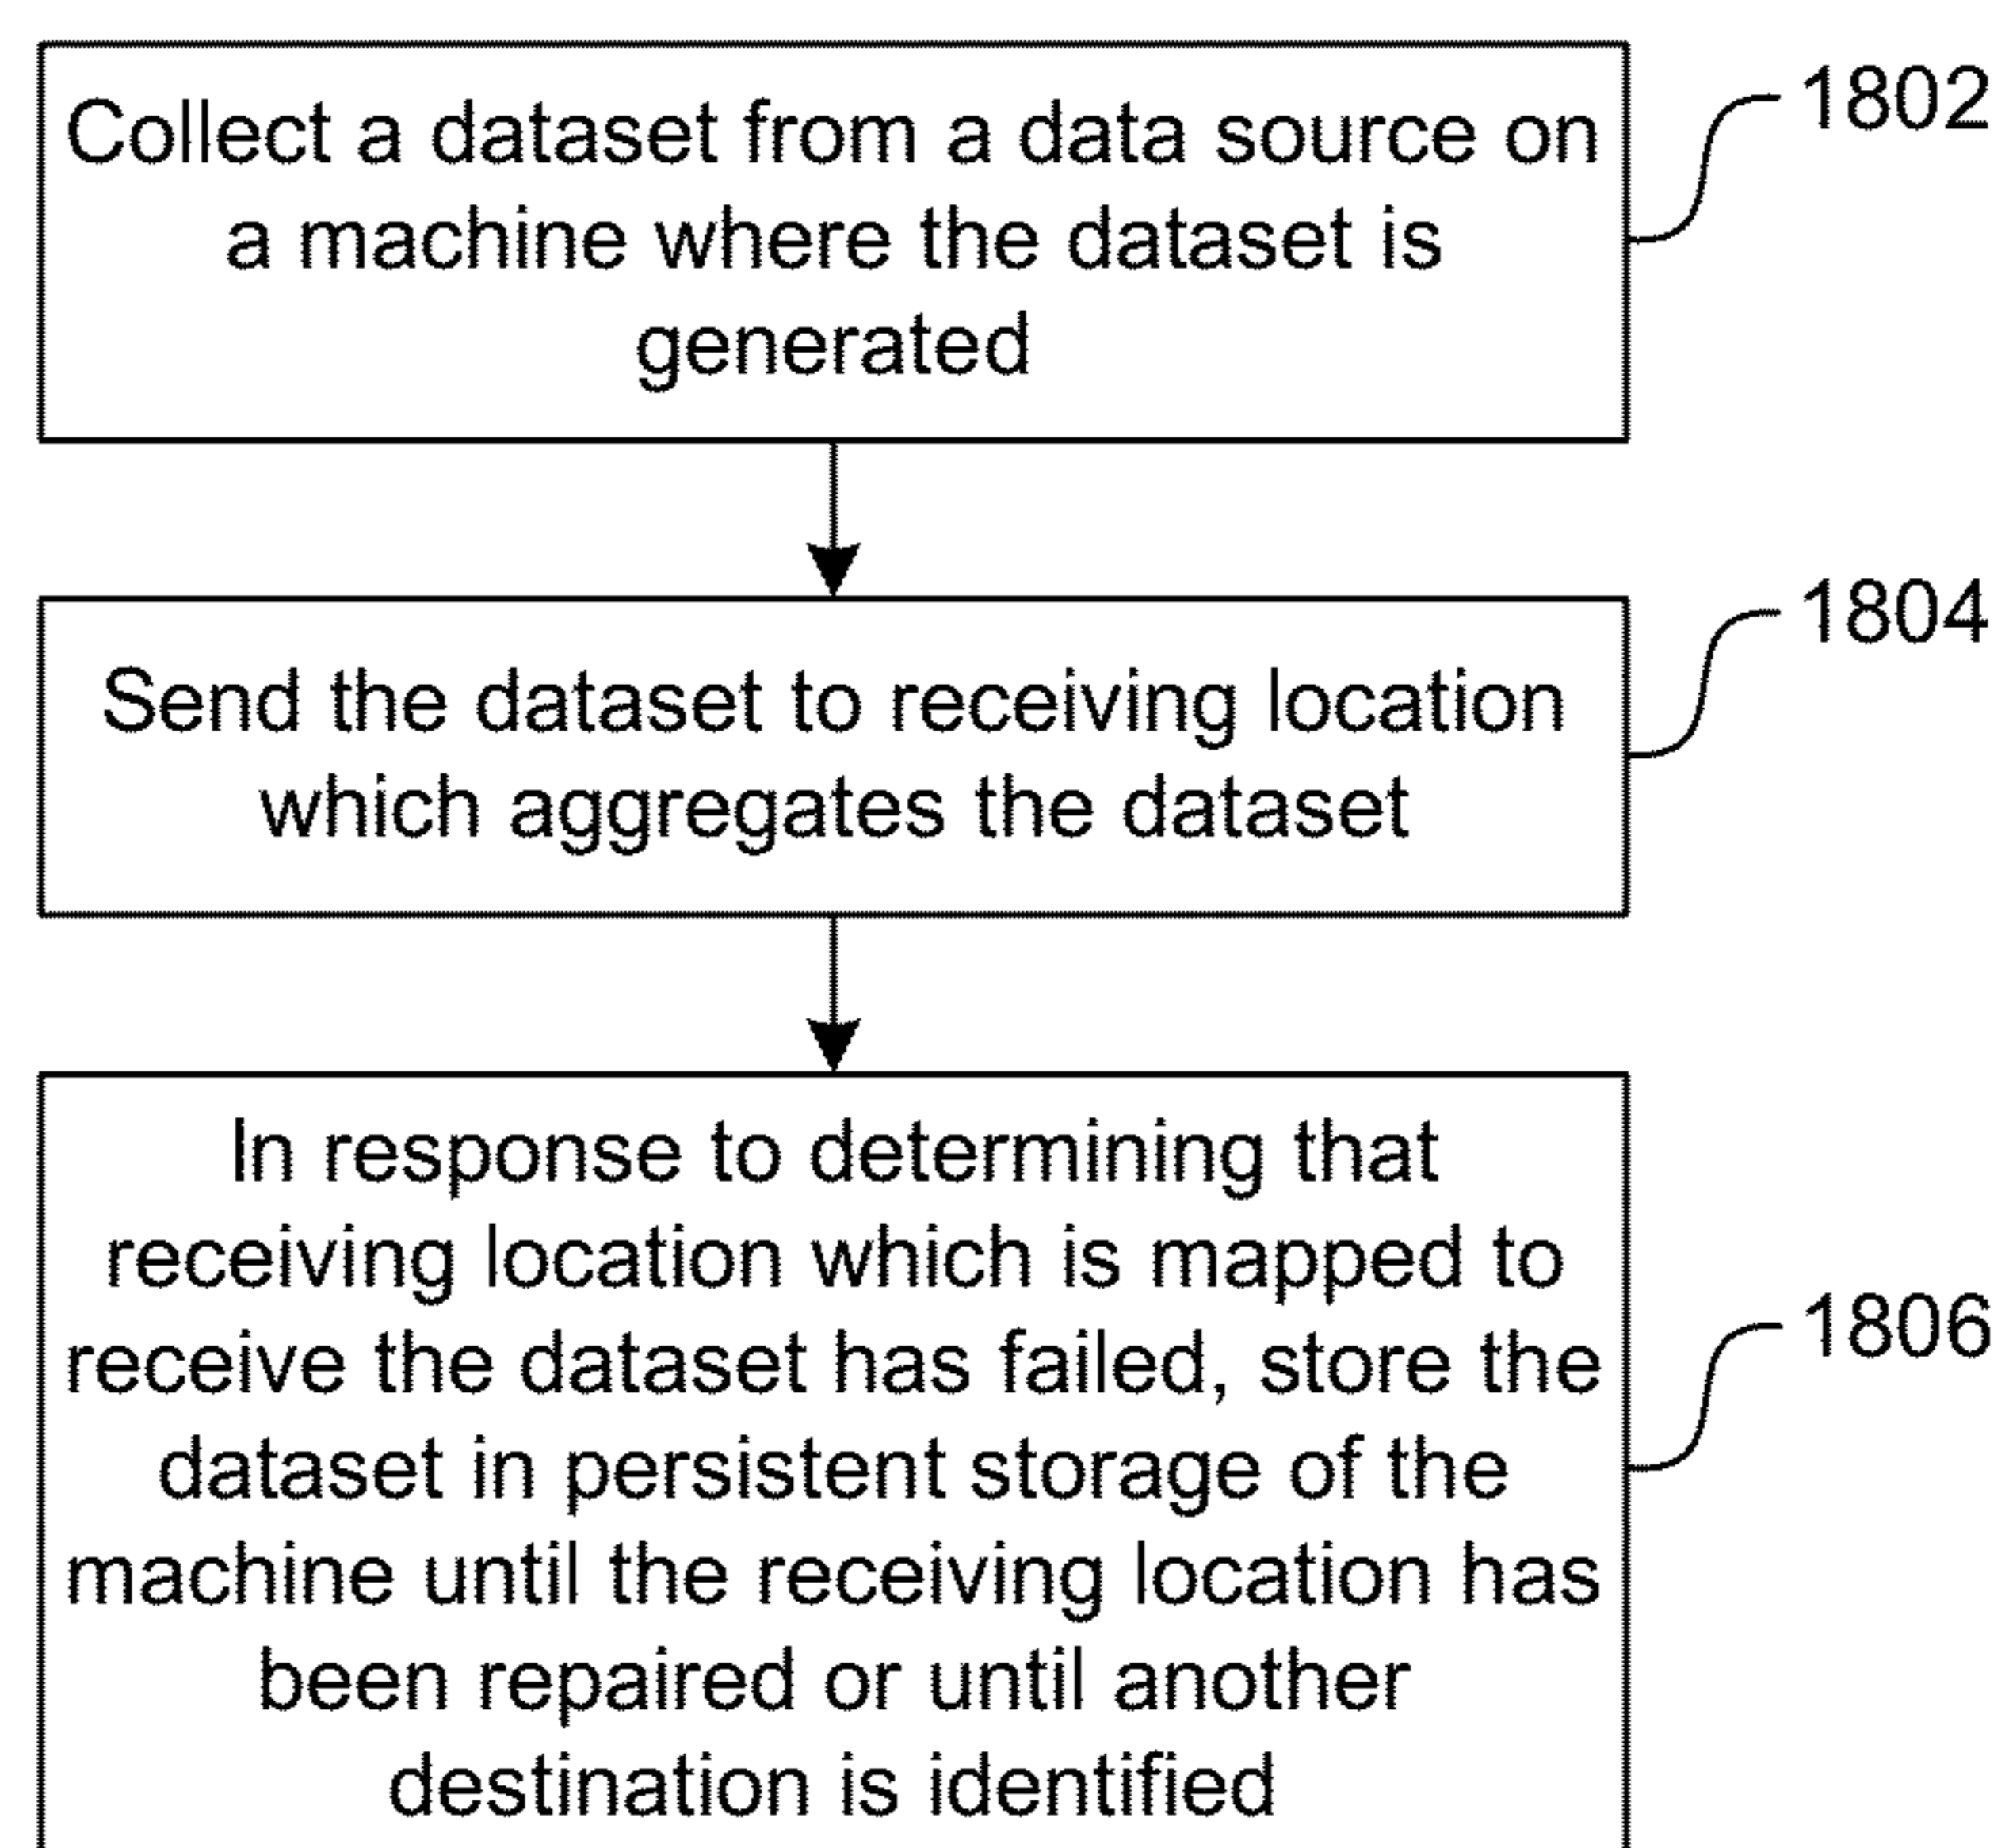 Collect a dataset from a data source on
a machine where the dataset is
generated
1802
Send the dataset to receiving location
which aggregates the dataset
1804
In response to determining that
receiving location which is mapped to
receive the dataset has failed, store the
dataset in persistent storage of the
machine until the receiving location has
been repaired or until another
destination is identified
1806